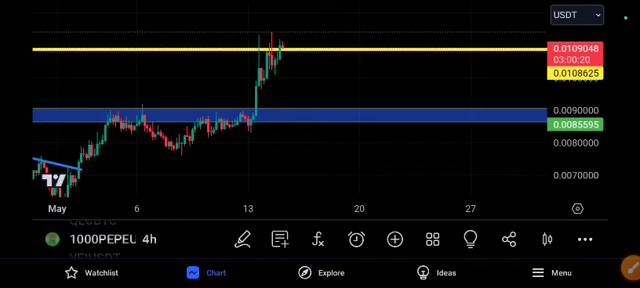 USDT
0.0109048
03:00:20
0.0108625
0.0090000
0.0085595
0.0080000
0.0070000
May 6 13 20 27
1000PEPEU 4h
Watchlist Chart Explore Ideas Menu